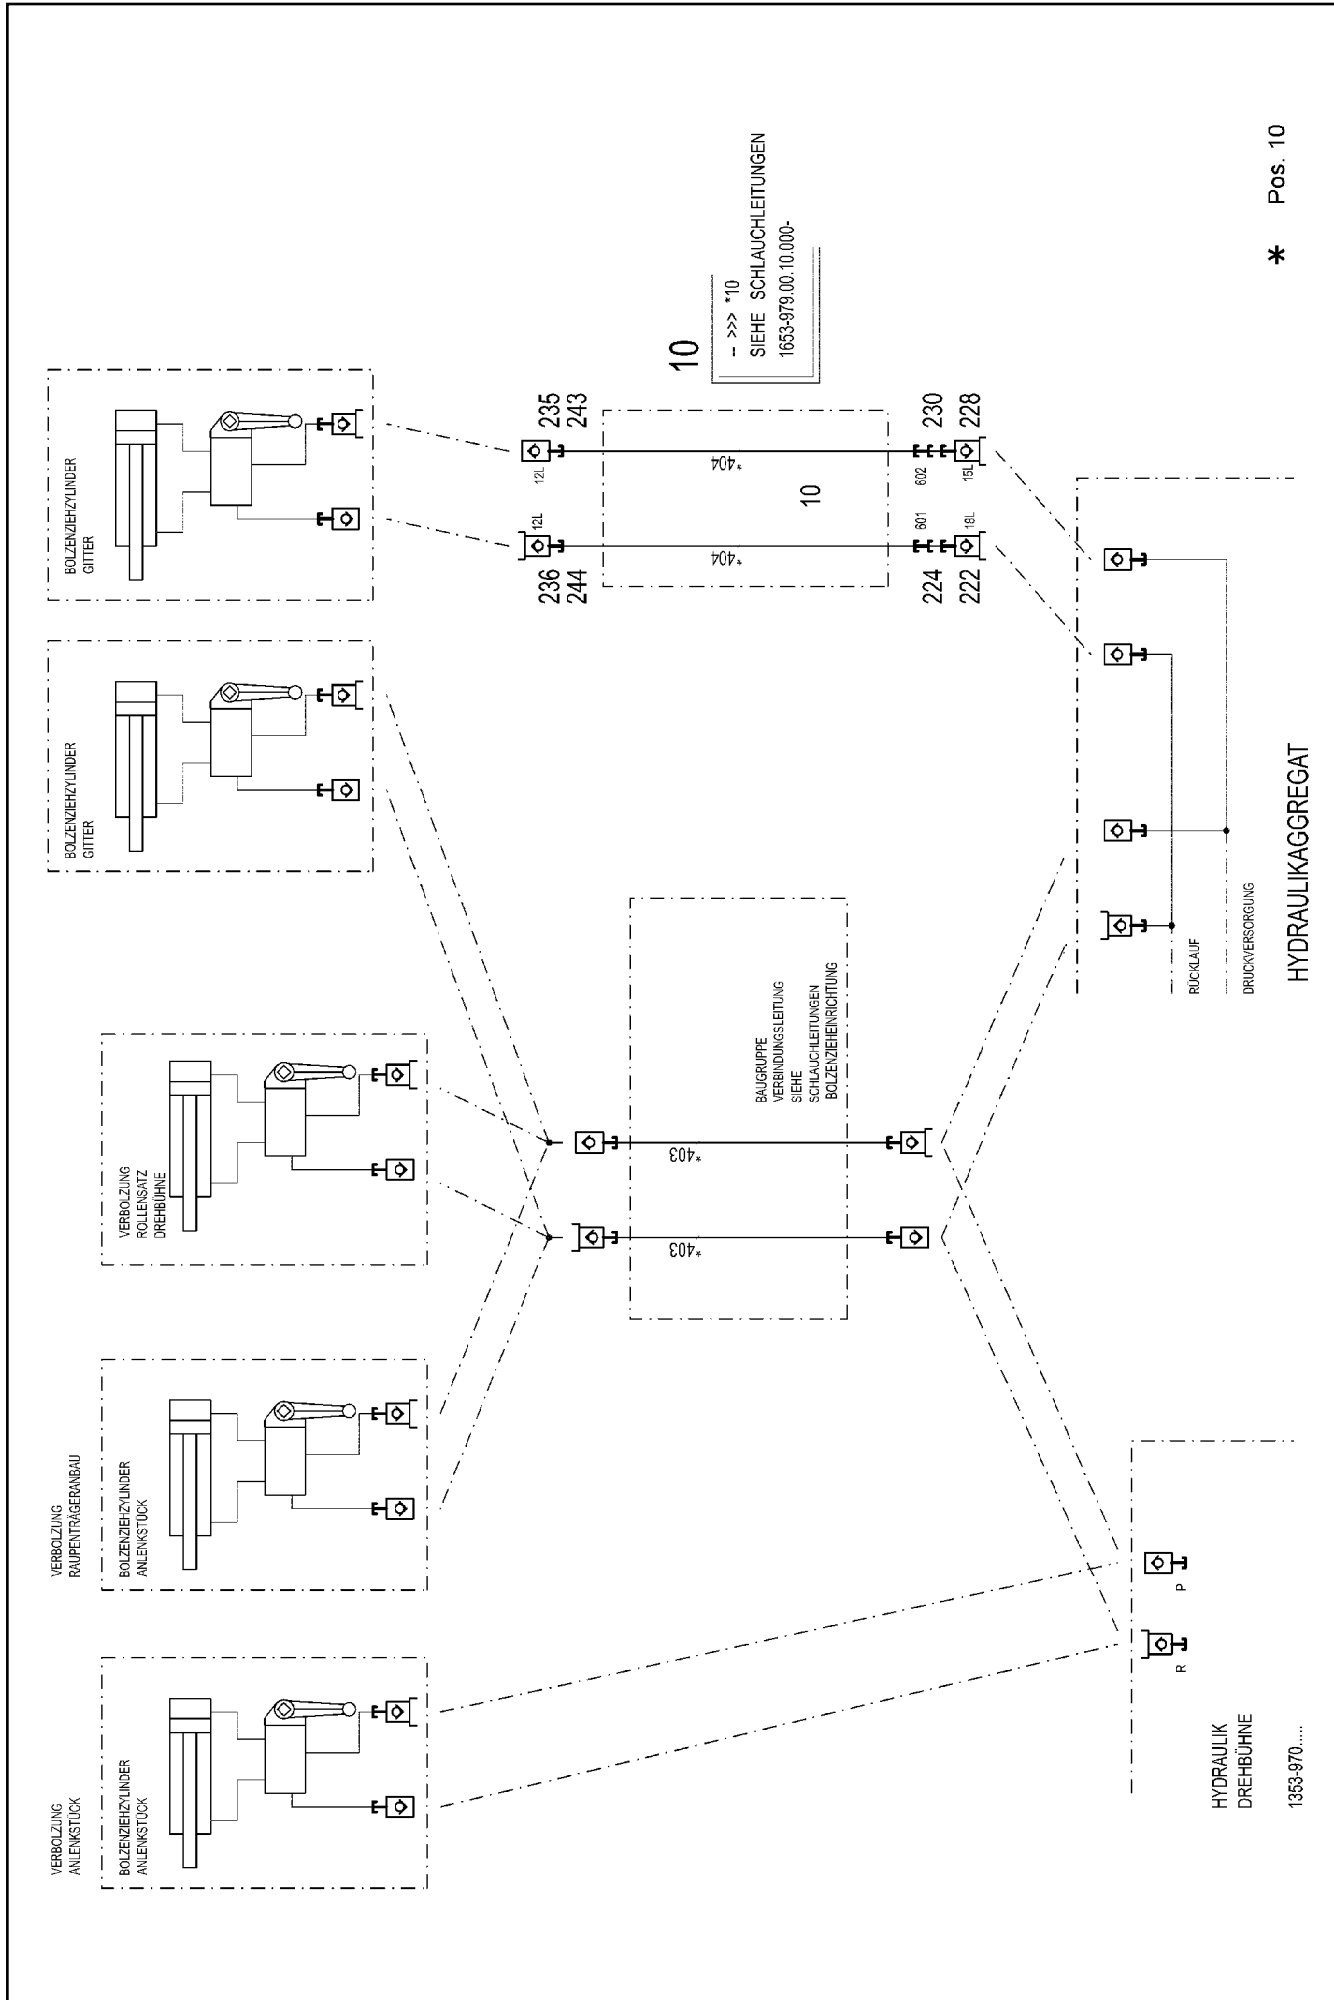 VERBOLZUNG
ANLENKSTÜCK
BOLZENZIEHZYLINDER
ANLENKSTÜCK
VERBOLZUNG
RAUPENTRÄGERANBAU
BOLZENZIEHZYLINDER
ANLENKSTÜCK
VERBOLZUNG
ROLLENSATZ
DREHBÜHNE
BOLZENZIEHZYLINDER
GITTER
BOLZENZIEHZYLINDER
GITTER
*403
*403
BAUGRUPPE
VERBINDUNGSLEITUNG
SIEHE
SCHLAUCHLEITUNGEN
BOLZENZIEHEINRICHTUNG
236
244
12L
235
243
12L
*404
*404
10
224
222
601
18L
230
228
602
15L
10
-- >>> *10
SIEHE SCHLAUCHLEITUNGEN
1653-979.00.10.000-
R
P
HYDRAULIK
DREHBÜHNE
1353-970.....
RÜCKLAUF
DRUCKVERSORGUNG
HYDRAULIKAGGREGAT
* Pos. 10